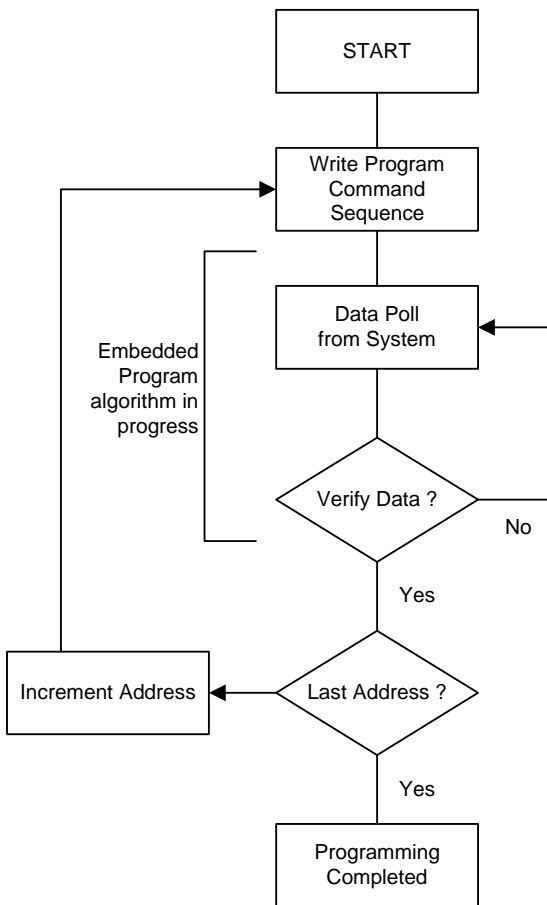 START
Write Program
Command
Sequence
Data Poll
from System
Embedded
Program
algorithm in
progress
Verify Data ?
No
Yes
Increment Address
Last Address ?
Yes
Programming
Completed